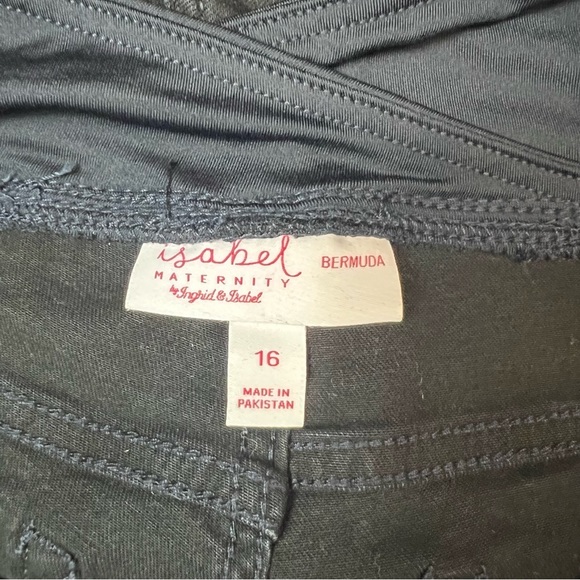 isabel
MATERNITY
by Ingrid & Isabel
BERMUDA
16
MADE IN
PAKISTAN